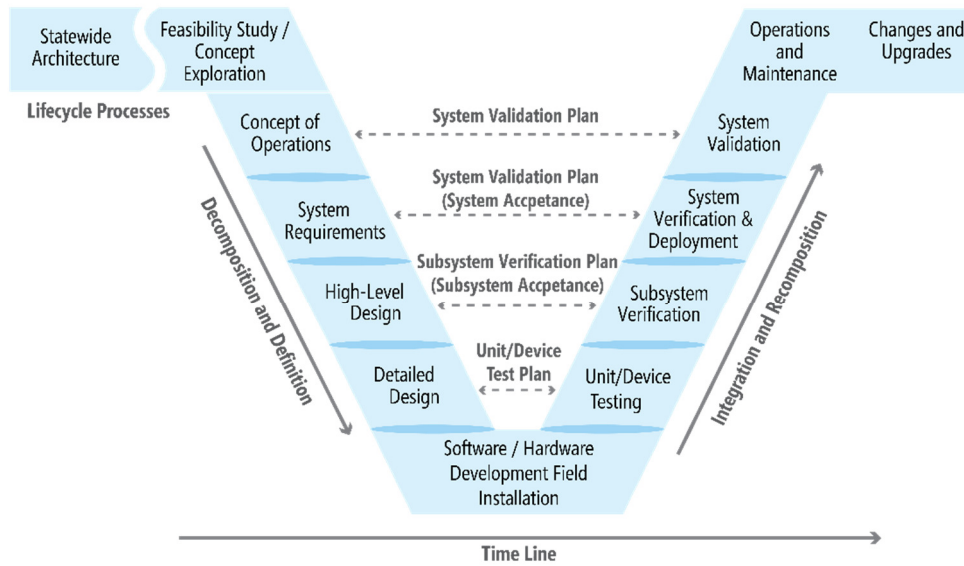 Statewide
Architecture
Feasibility Study /
Concept
Exploration
Operations
and
Maintenance
Changes and
Upgrades
Lifecycle Processes
Concept of
Operations
System Validation Plan
System
Validation
System
Requirements
System Validation Plan
(System Accpetance)
System
Verification &
Deployment
High-Level
Design
Subsystem Verification Plan
(Subsystem Accpetance)
Subsystem
Verification
Detailed
Design
Unit/Device
Test Plan
Unit/Device
Testing
Software / Hardware
Development Field
Installation
Decomposition and Definition
Integration and Recomposition
Time Line